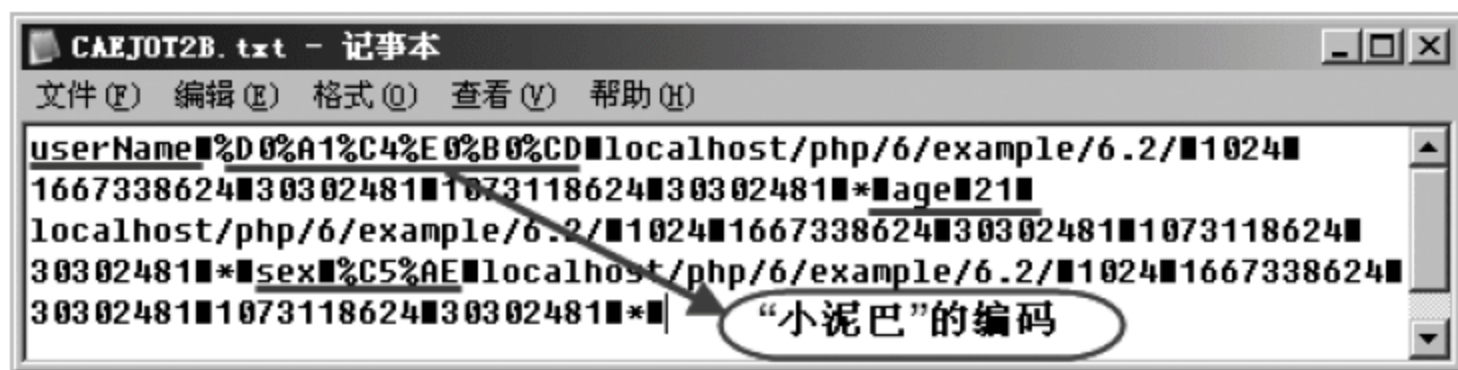 CAEJOT2B.txt - 记事本
文件(F) 编辑(E) 格式(O) 查看(V) 帮助(H)
userName■%D0%A1%C4%E0%B0%CD■localhost/php/6/example/6.2/■1024■
1667338624■30302481■1073118624■30302481■*■age■21■
localhost/php/6/example/6.2/■1024■1667338624■30302481■1073118624■
30302481■*■sex■%C5%AE■localhost/php/6/example/6.2/■1024■1667338624■
30302481■1073118624■30302481■*■
“小泥巴”的编码